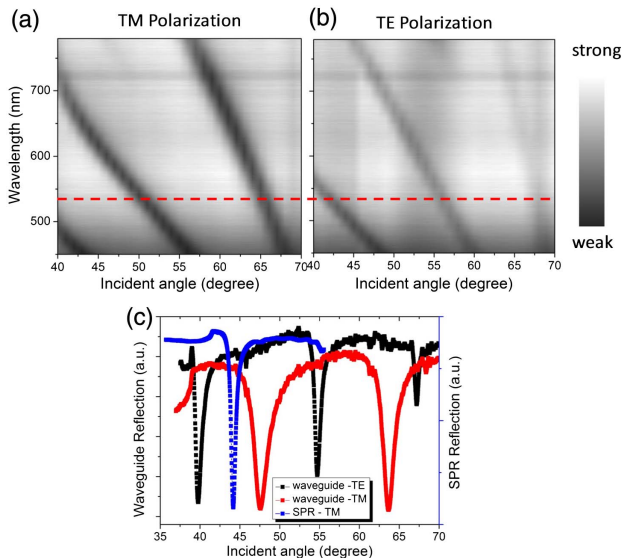 (a)
TM Polarization
(b)
TE Polarization
strong
weak
Wavelength (nm)
700
600
500
40 45 50 55 60 65 70
Incident angle (degree)
40 45 50 55 60 65 70
Incident angle (degree)
(c)
Waveguide Reflection (a.u.)
SPR Reflection (a.u.)
waveguide -TE
waveguide -TM
SPR - TM
35 40 45 50 55 60 65 70
Incident angle (degree)